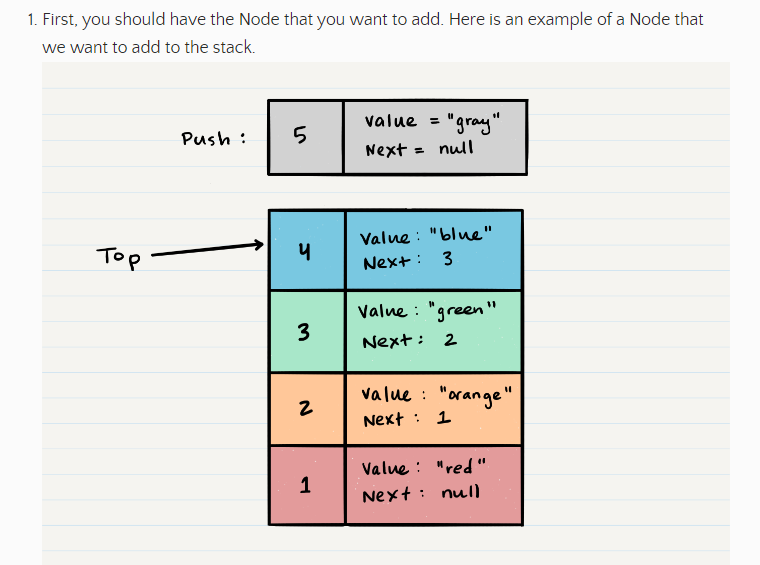 1. First, you should have the Node that you want to add. Here is an example of a Node that
we want to add to the stack.
Push :
5
value = "gray"
Next = null
Top
4
Value : "blue"
Next : 3
3
Value : "green"
Next : 2
2
value : "orange"
Next : 1
1
Value : "red"
Next : null